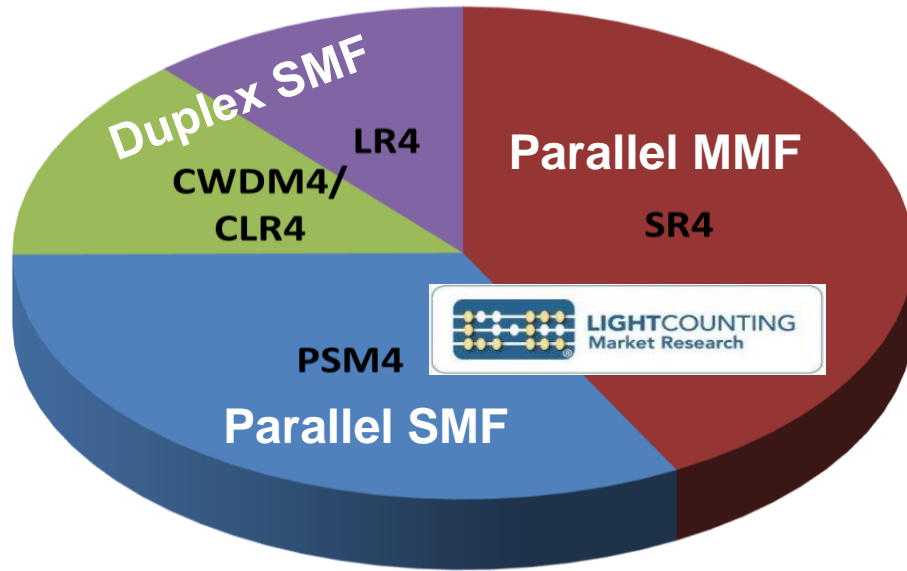 Duplex SMF
LR4
Parallel MMF
CWDM4/
CLR4
SR4
LIGHTCOUNTING
Market Research
®
PSM4
Parallel SMF